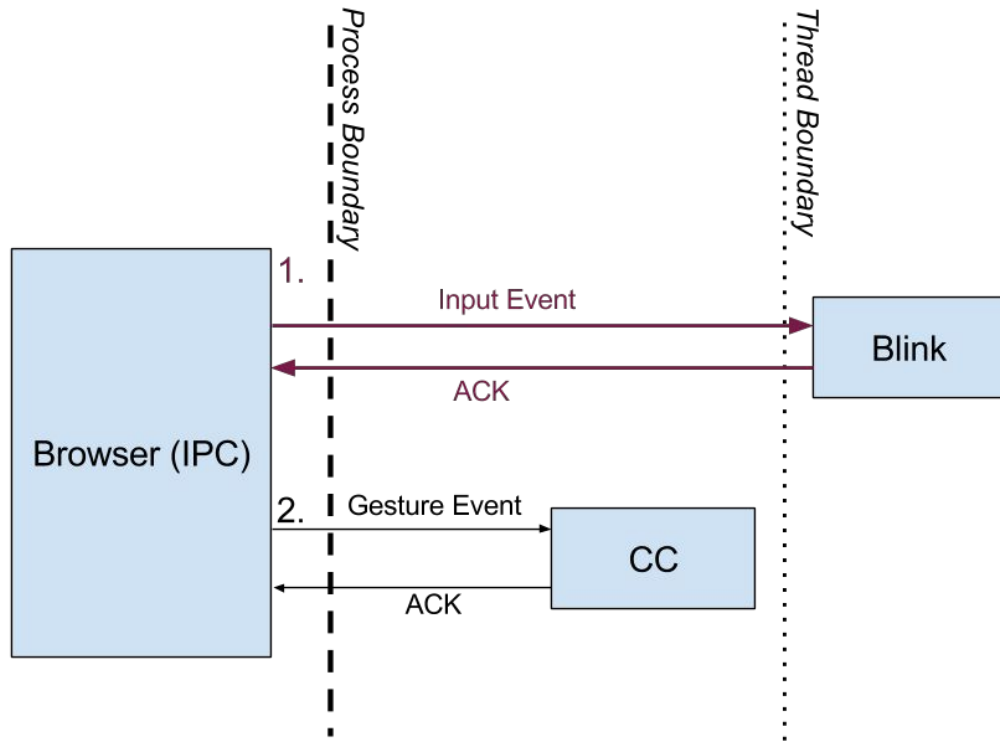 Process Boundary
Thread Boundary
1.
Input Event
Blink
ACK
Browser (IPC)
2.
Gesture Event
CC
ACK